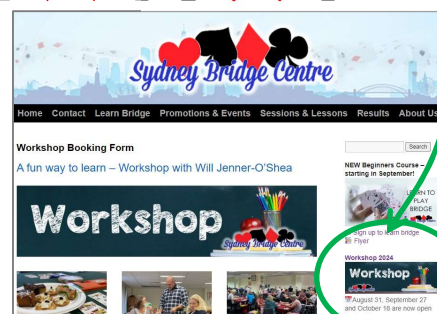 Sydney Bridge Centre
Home Contact Learn Bridge Promotions & Events Sessions & Lessons Results About Us
Workshop Booking Form
A fun way to learn – Workshop with Will Jenner-O'Shea
Workshop
Sydney Bridge Centre
Search
NEW Beginners Course –
starting in September!
LEARN TO
PLAY
BRIDGE
Sign up to learn bridge
Flyer
Workshop 2024
Workshop
August 31, September 27
and October 18 are now open